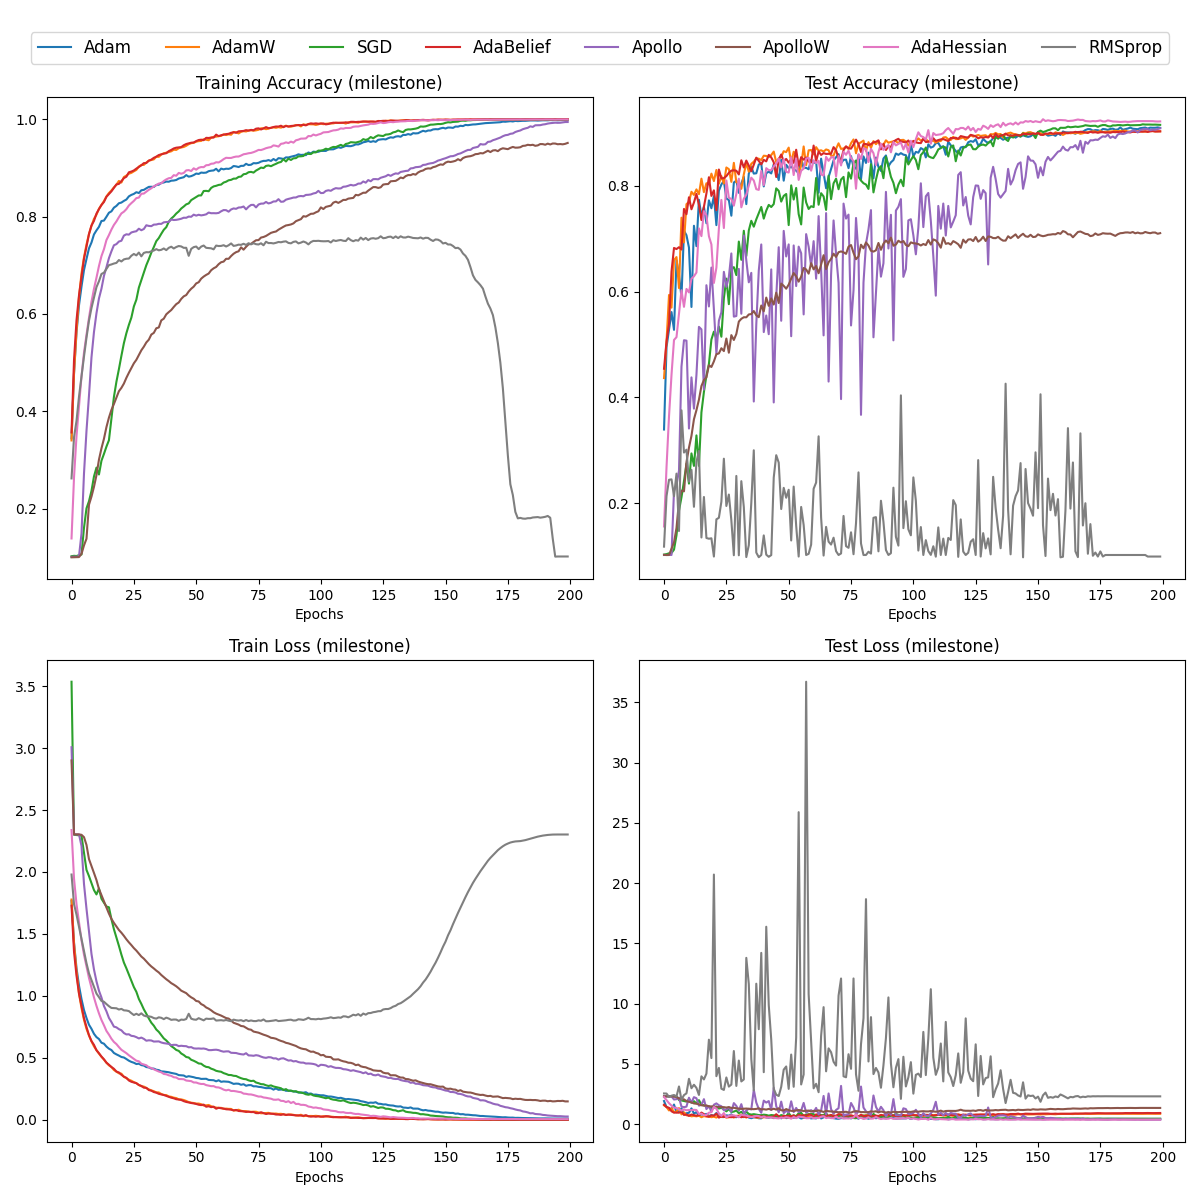 Adam AdamW SGD AdaBelief Apollo ApolloW AdaHessian RMSprop
Training Accuracy (milestone)
1.0
0.8
0.6
0.4
0.2
0 25 50 75 100 125 150 175 200
Epochs
Test Accuracy (milestone)
0.8
0.6
0.4
0.2
0 25 50 75 100 125 150 175 200
Epochs
Train Loss (milestone)
3.5
3.0
2.5
2.0
1.5
1.0
0.5
0.0
0 25 50 75 100 125 150 175 200
Epochs
Test Loss (milestone)
35
30
25
20
15
10
5
0
0 25 50 75 100 125 150 175 200
Epochs